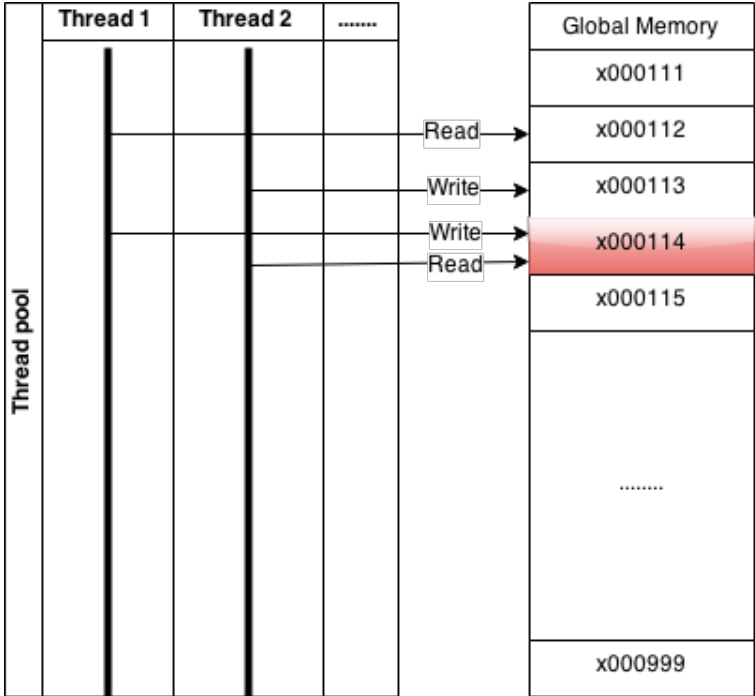 Thread 1
Thread 2
.......
Global Memory
x000111
Read
x000112
Write
x000113
Write
x000114
Read
x000115
Thread pool
........
x000999